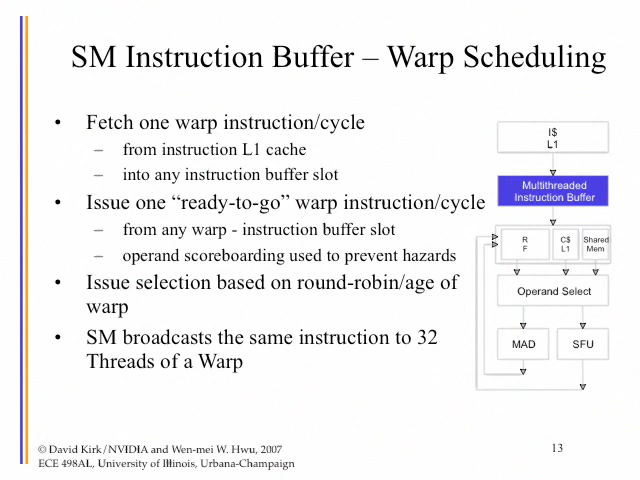 SM Instruction Buffer – Warp Scheduling
• Fetch one warp instruction/cycle
– from instruction L1 cache
– into any instruction buffer slot
• Issue one “ready-to-go” warp instruction/cycle
– from any warp - instruction buffer slot
– operand scoreboarding used to prevent hazards
• Issue selection based on round-robin/age of
warp
• SM broadcasts the same instruction to 32
Threads of a Warp
I$
L1
Multithreaded
Instruction Buffer
R
F
C$
L1
Shared
Mem
Operand Select
MAD
SFU
© David Kirk/NVIDIA and Wen-mei W. Hwu, 2007
ECE 498AL, University of Illinois, Urbana-Champaign
13